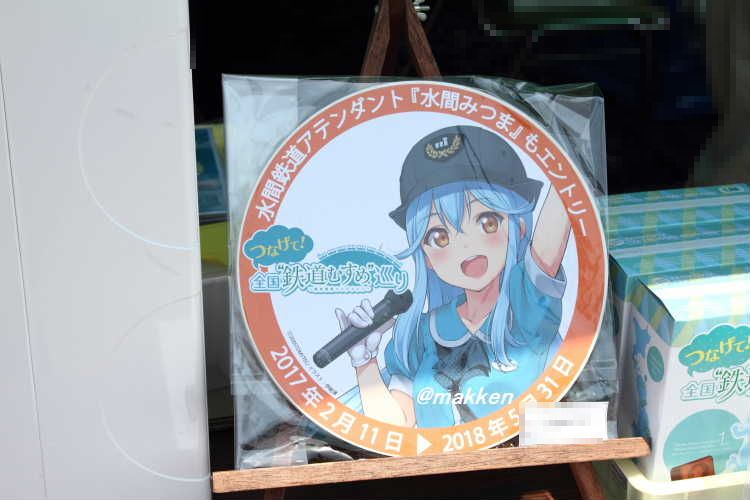 水間鉄道アテンダント『水間みつま』もエントリー
つなげて!
全国"鉄道むすめ"巡り
@makken
2017年2月11日▶2018年5月31日
つなげて!
全国"鉄
1